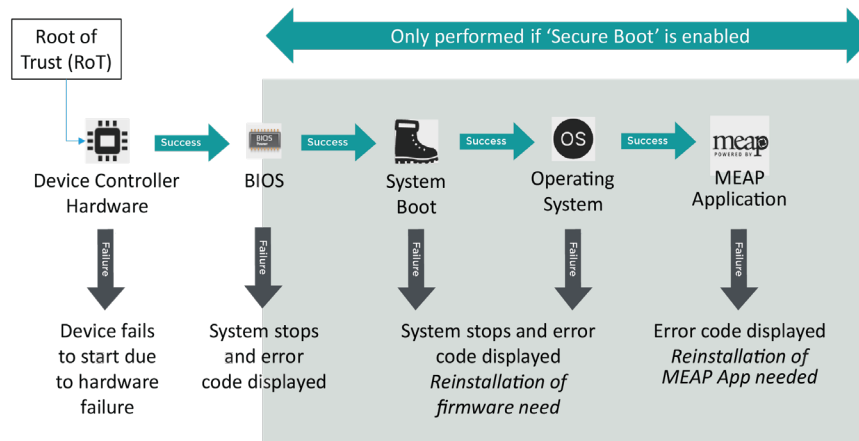 Root of
Trust (RoT)
Only performed if ‘Secure Boot’ is enabled
Success
Success
Success
Success
BIOS
OS
meap
POWERED BY
Device Controller
Hardware
BIOS
System
Boot
Operating
System
MEAP
Application
Failure
Failure
Failure
Failure
Failure
Device fails
to start due
to hardware
failure
System stops
and error
code displayed
System stops and error
code displayed
Reinstallation of
firmware need
Error code displayed
Reinstallation of
MEAP App needed